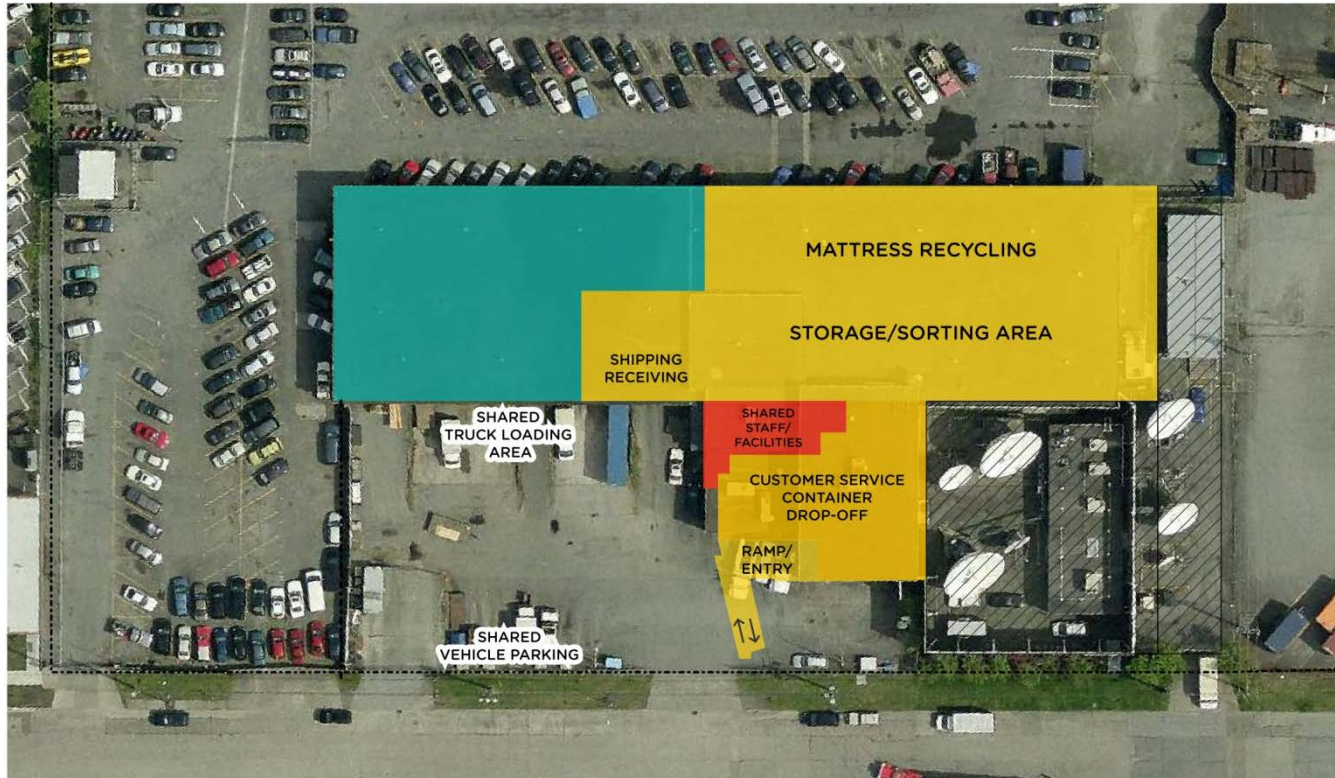 MATTRESS RECYCLING
STORAGE/SORTING AREA
SHIPPING
RECEIVING
SHARED
TRUCK LOADING
AREA
SHARED
STAFF/
FACILITIES
CUSTOMER SERVICE
CONTAINER
DROP-OFF
RAMP/
ENTRY
SHARED
VEHICLE PARKING